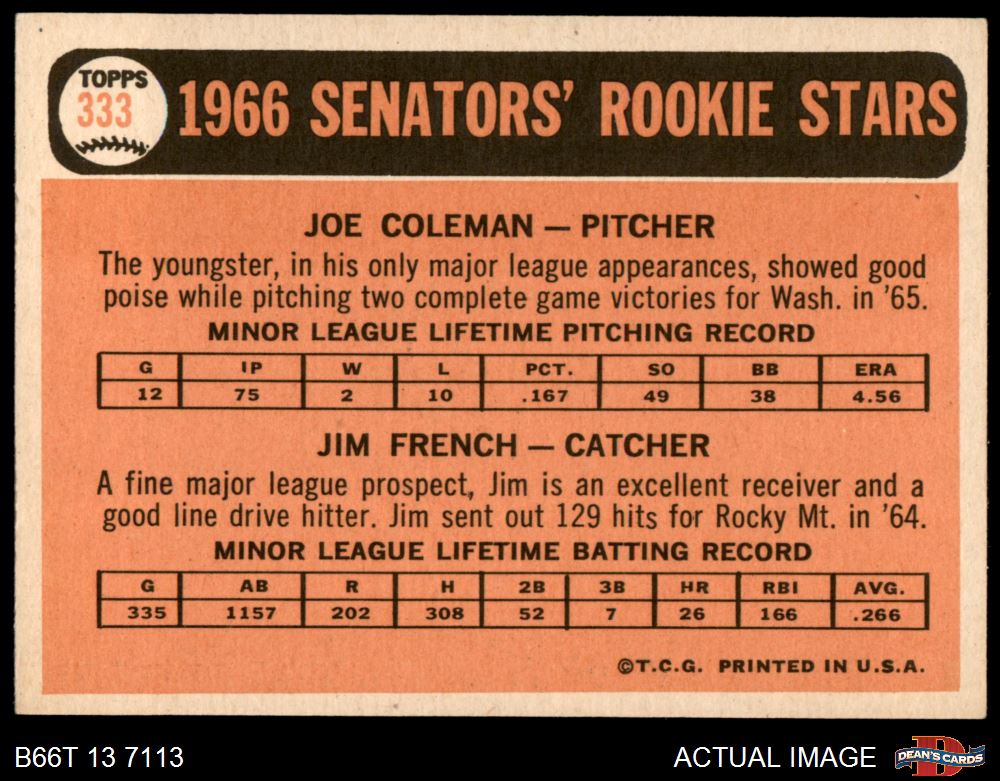 TOPPS
333
1966 SENATORS' ROOKIE STARS
JOE COLEMAN — PITCHER
The youngster, in his only major league appearances, showed good
poise while pitching two complete game victories for Wash. in '65.
MINOR LEAGUE LIFETIME PITCHING RECORD
G IP W L PCT. SO BB ERA
12 75 2 10 .167 49 38 4.56
JIM FRENCH — CATCHER
A fine major league prospect, Jim is an excellent receiver and a
good line drive hitter. Jim sent out 129 hits for Rocky Mt. in '64.
MINOR LEAGUE LIFETIME BATTING RECORD
G AB R H 2B 3B HR RBI AVG.
335 1157 202 308 52 7 26 166 .266
©T.C.G. PRINTED IN U.S.A.
B66T 13 7113
ACTUAL IMAGE
DEAN'S CARDS